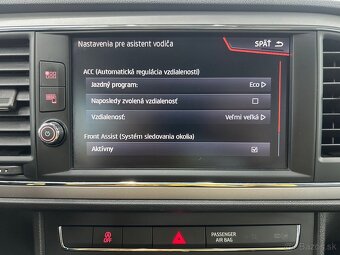 Nastavenia pre asistent vodiča
SPÄŤ
ACC (Automatická regulácia vzdialenosti)
Jazdný program: Eco
Naposledy zvolená vzdialenosť
Vzdialenosť: Veľmi veľká
Front Assist (Systém sledovania okolia)
Aktívny
PASSENGER
AIR BAG